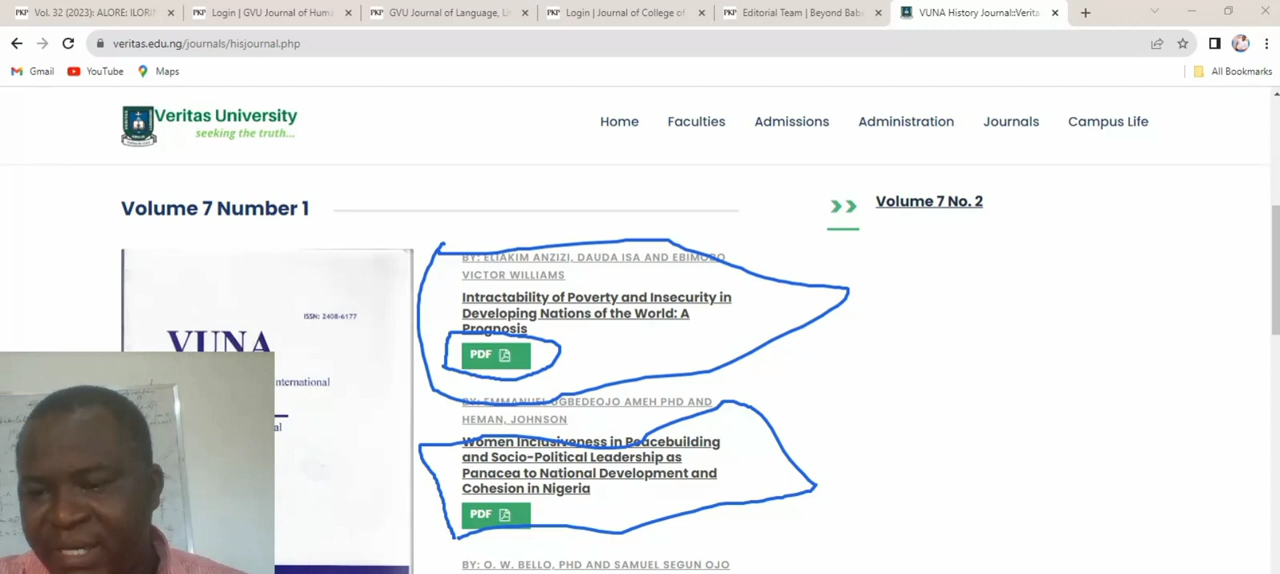 Vol. 32 (2023): ALORE: ILORIN
Login | GVU Journal of Hum
GVU Journal of Language, Li
Login | Journal of College of
Editorial Team | Beyond Bab
VUNA History Journal::Verita
veritas.edu.ng/journals/hisjournal.php
Gmail YouTube Maps All Bookmarks
Veritas University
seeking the truth...
Home Faculties Admissions Administration Journals Campus Life
Volume 7 Number 1
Volume 7 No. 2
ISSN: 2408-6177
VUNA
nternational
al
BY: ELIAKIM ANZIZI, DAUDA ISA AND EBIMOBO
VICTOR WILLIAMS
Intractability of Poverty and Insecurity in
Developing Nations of the World: A
Prognosis
PDF
BY: EMMANUEL UGBEDEOJO AMEH PHD AND
HEMAN, JOHNSON
Women Inclusiveness in Peacebuilding
and Socio-Political Leadership as
Panacea to National Development and
Cohesion in Nigeria
PDF
BY: O. W. BELLO, PHD AND SAMUEL SEGUN OJO